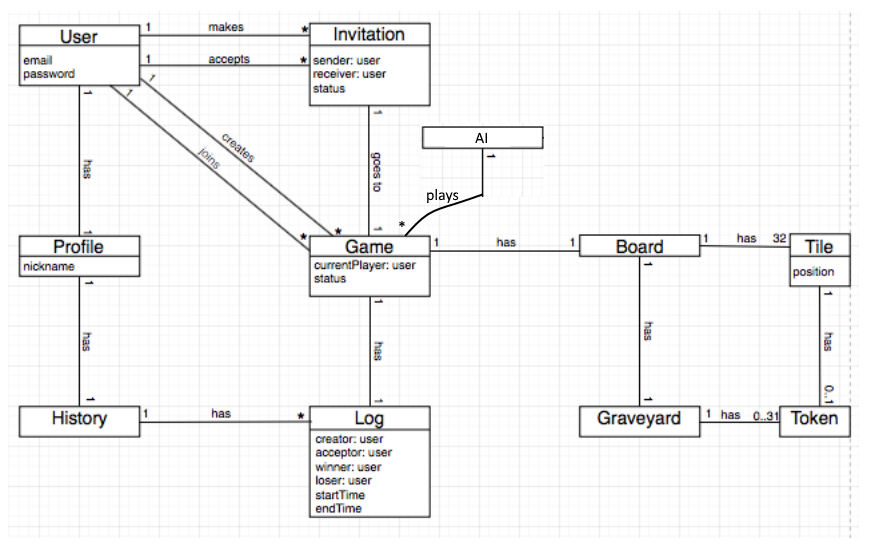 User
email
password
1 makes *
1 accepts *
Invitation
sender: user
receiver: user
status
1
1
1
1
joins
creates
has
1
goes to
AI
1
plays
*
*
*
1
1
Profile
nickname
Game
currentPlayer: user
status
1 has 1
Board
1 has 32
Tile
position
1
has
1
1
has
1
1
has
1
1
has
0..1
History
1 has *
Log
creator: user
acceptor: user
winner: user
loser: user
startTime
endTime
Graveyard
1 has 0..31
Token